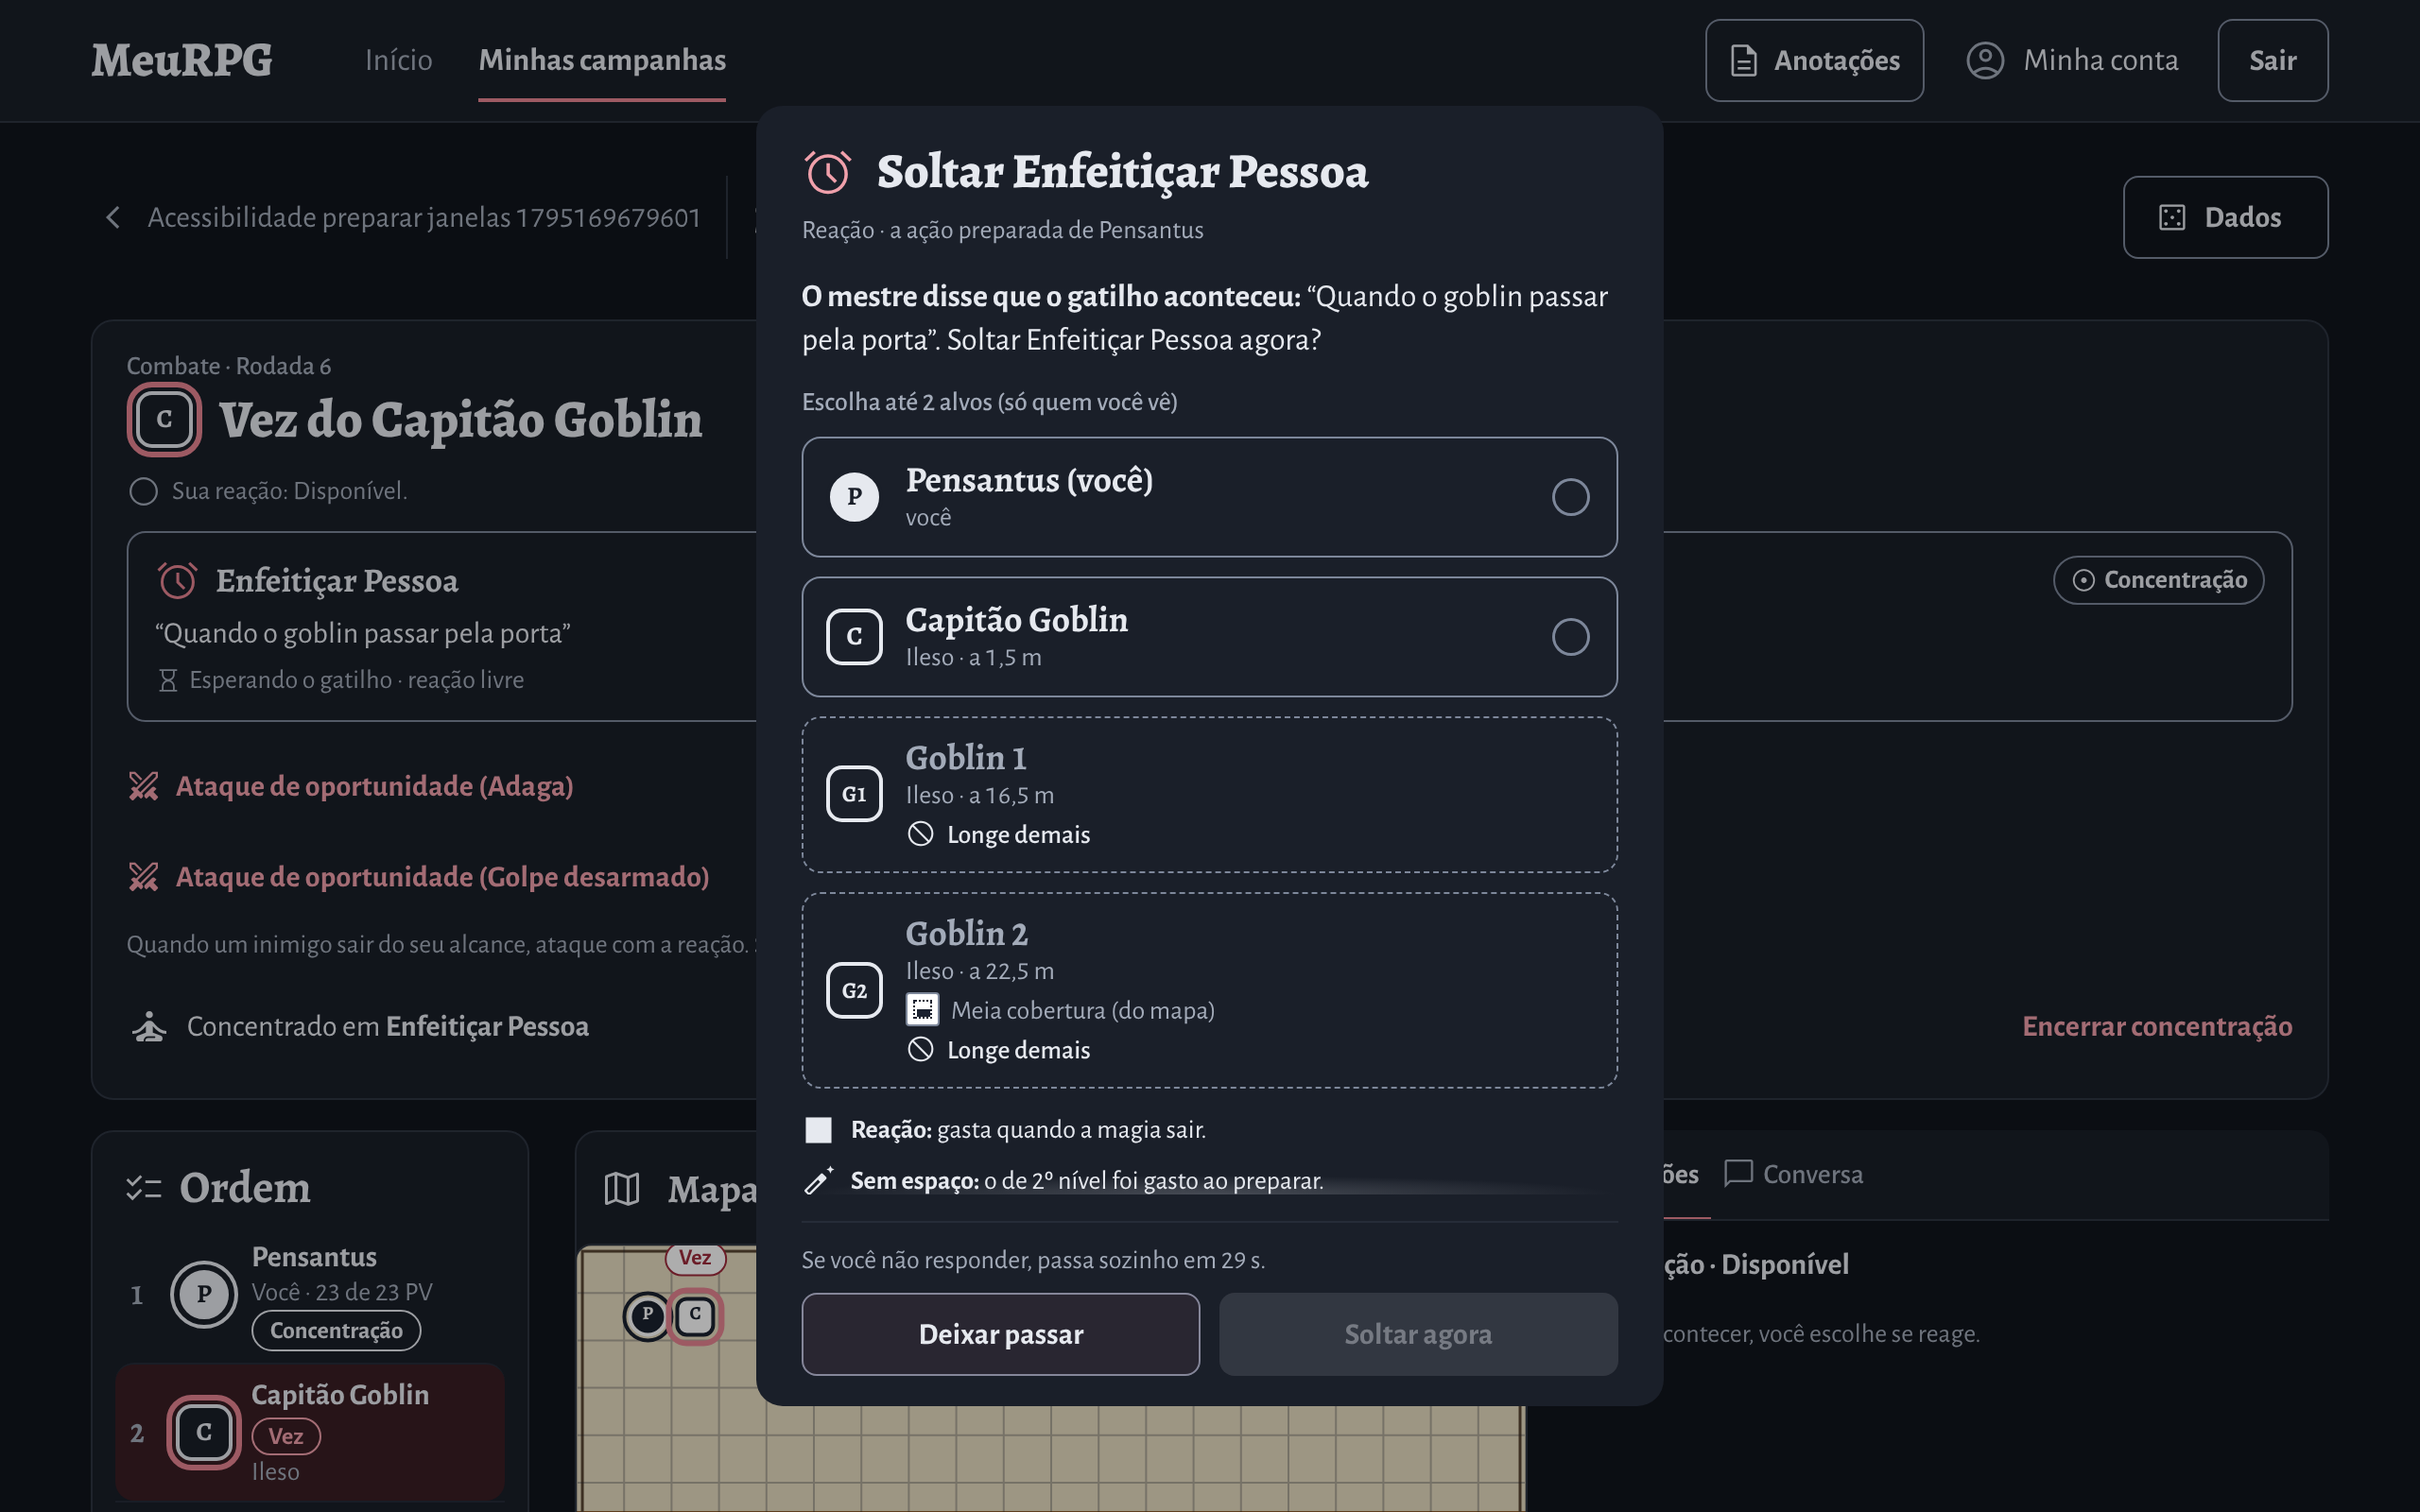 MeuRPG
Início
Minhas campanhas
Anotações
Minha conta
Sair
Acessibilidade preparar janelas 1795169679601
Dados
Combate · Rodada 6
C
Vez do Capitão Goblin
Sua reação: Disponível.
Enfeitiçar Pessoa
Concentração
“Quando o goblin passar pela porta”
Esperando o gatilho · reação livre
Ataque de oportunidade (Adaga)
Ataque de oportunidade (Golpe desarmado)
Quando um inimigo sair do seu alcance, ataque com a reação.
Concentrado em Enfeitiçar Pessoa
Encerrar concentração
Soltar Enfeitiçar Pessoa
Reação · a ação preparada de Pensantus
O mestre disse que o gatilho aconteceu: “Quando o goblin passar
pela porta”. Soltar Enfeitiçar Pessoa agora?
Escolha até 2 alvos (só quem você vê)
P
Pensantus (você)
você
C
Capitão Goblin
Ileso · a 1,5 m
G1
Goblin 1
Ileso · a 16,5 m
Longe demais
G2
Goblin 2
Ileso · a 22,5 m
Meia cobertura (do mapa)
Longe demais
Reação: gasta quando a magia sair.
Sem espaço: o de 2º nível foi gasto ao preparar.
Se você não responder, passa sozinho em 29 s.
Deixar passar
Soltar agora
Ordem
1
P
Pensantus
Você · 23 de 23 PV
Concentração
2
C
Capitão Goblin
Vez
Ileso
Mapa
Vez
P
C
ões
Conversa
ção · Disponível
contecer, você escolhe se reage.